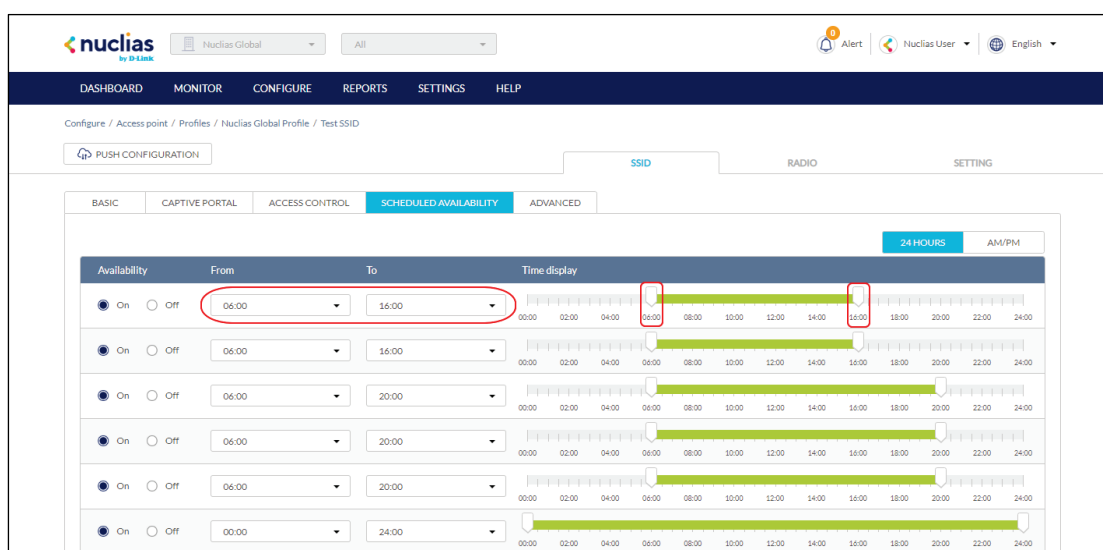 nuclias
by D-Link
Nuclias Global
All
0
Alert
Nuclias User
English
DASHBOARD MONITOR CONFIGURE REPORTS SETTINGS HELP
Configure / Access point / Profiles / Nuclias Global Profile / Test SSID
PUSH CONFIGURATION
SSID RADIO SETTING
BASIC CAPTIVE PORTAL ACCESS CONTROL SCHEDULED AVAILABILITY ADVANCED
24 HOURS AM/PM
Availability From To Time display
On Off 06:00 16:00
00:00 02:00 04:00 06:00 08:00 10:00 12:00 14:00 16:00 18:00 20:00 22:00 24:00
On Off 06:00 16:00
00:00 02:00 04:00 06:00 08:00 10:00 12:00 14:00 16:00 18:00 20:00 22:00 24:00
On Off 06:00 20:00
00:00 02:00 04:00 06:00 08:00 10:00 12:00 14:00 16:00 18:00 20:00 22:00 24:00
On Off 06:00 20:00
00:00 02:00 04:00 06:00 08:00 10:00 12:00 14:00 16:00 18:00 20:00 22:00 24:00
On Off 06:00 20:00
00:00 02:00 04:00 06:00 08:00 10:00 12:00 14:00 16:00 18:00 20:00 22:00 24:00
On Off 00:00 24:00
00:00 02:00 04:00 06:00 08:00 10:00 12:00 14:00 16:00 18:00 20:00 22:00 24:00